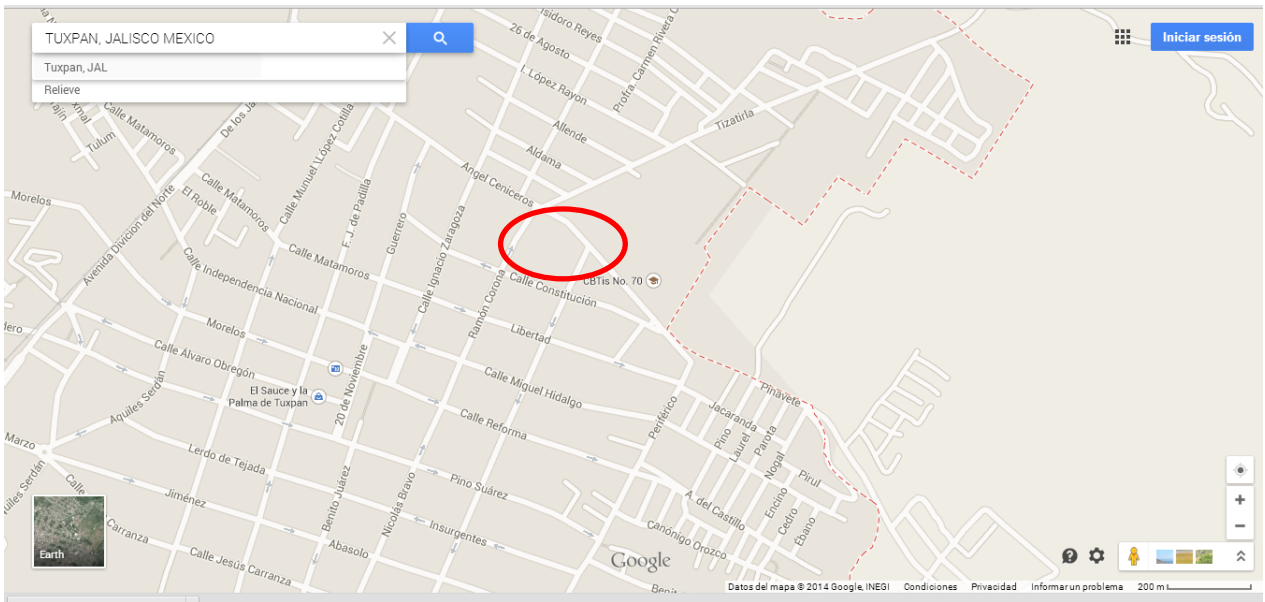 TUXPAN, JALISCO MEXICO
Tuxpan, JAL
Relieve
Iniciar sesión
Isidoro Reyes
26 de Agosto
Profra. Carmen Rivera C
I. López Rayon
Allende
Aldama
Tizatirla
Angel Ceniceros
Calle Matamoros
Tulum
De los
Calle Manuel \López Cotilla
Morelos
El Roble
Calle Matamoros
F. J. de Padilla
Guerrero
Calle Ignacio Zaragoza
Avenida Division del Norte
Calle Matamoros
Calle Independencia Nacional
Ramón Corona
Calle Constitución
CBTis No. 70
Libertad
Morelos
Calle Álvaro Obregón
El Sauce y la
Palma de Tuxpan
20 de Noviembre
Aquiles Serdán
Calle Miguel Hidalgo
Calle Reforma
Periférico
Pinavete
Jacaranda
Pino
Laurel
Parota
Nogal
Pirul
Marzo
Lerdo de Tejada
Jiménez
Benito Juárez
Nicolás Bravo
Pino Suárez
Insurgentes
A. del Castillo
Encino
Cedro
Ébano
Canónigo Orozco
Calle
Carranza
Calle Jesús Carranza
Abasolo
Earth
Google
Datos del mapa © 2014 Google, INEGI Condiciones Privacidad Informar un problema 200 m